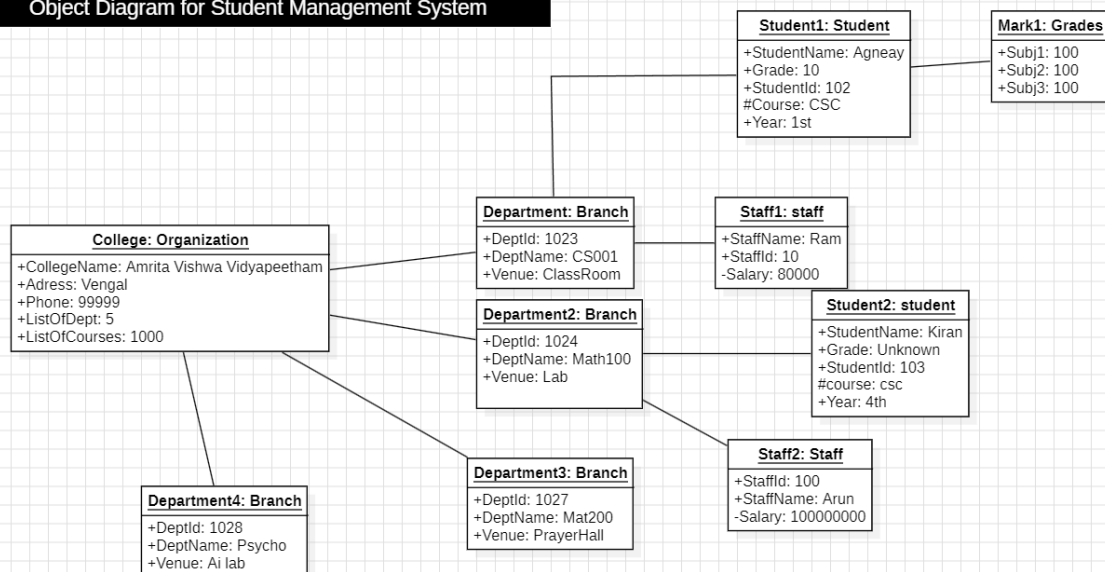 Object Diagram for Student Management System
Student1: Student
+StudentName: Agneay
+Grade: 10
+StudentId: 102
#Course: CSC
+Year: 1st
Mark1: Grades
+Subj1: 100
+Subj2: 100
+Subj3: 100
College: Organization
+CollegeName: Amrita Vishwa Vidyapeetham
+Adress: Vengal
+Phone: 99999
+ListOfDept: 5
+ListOfCourses: 1000
Department: Branch
+DeptId: 1023
+DeptName: CS001
+Venue: ClassRoom
Staff1: staff
+StaffName: Ram
+StaffId: 10
-Salary: 80000
Department2: Branch
+DeptId: 1024
+DeptName: Math100
+Venue: Lab
Student2: student
+StudentName: Kiran
+Grade: Unknown
+StudentId: 103
#course: csc
+Year: 4th
Staff2: Staff
+StaffId: 100
+StaffName: Arun
-Salary: 100000000
Department3: Branch
+DeptId: 1027
+DeptName: Mat200
+Venue: PrayerHall
Department4: Branch
+DeptId: 1028
+DeptName: Psycho
+Venue: Ai lab